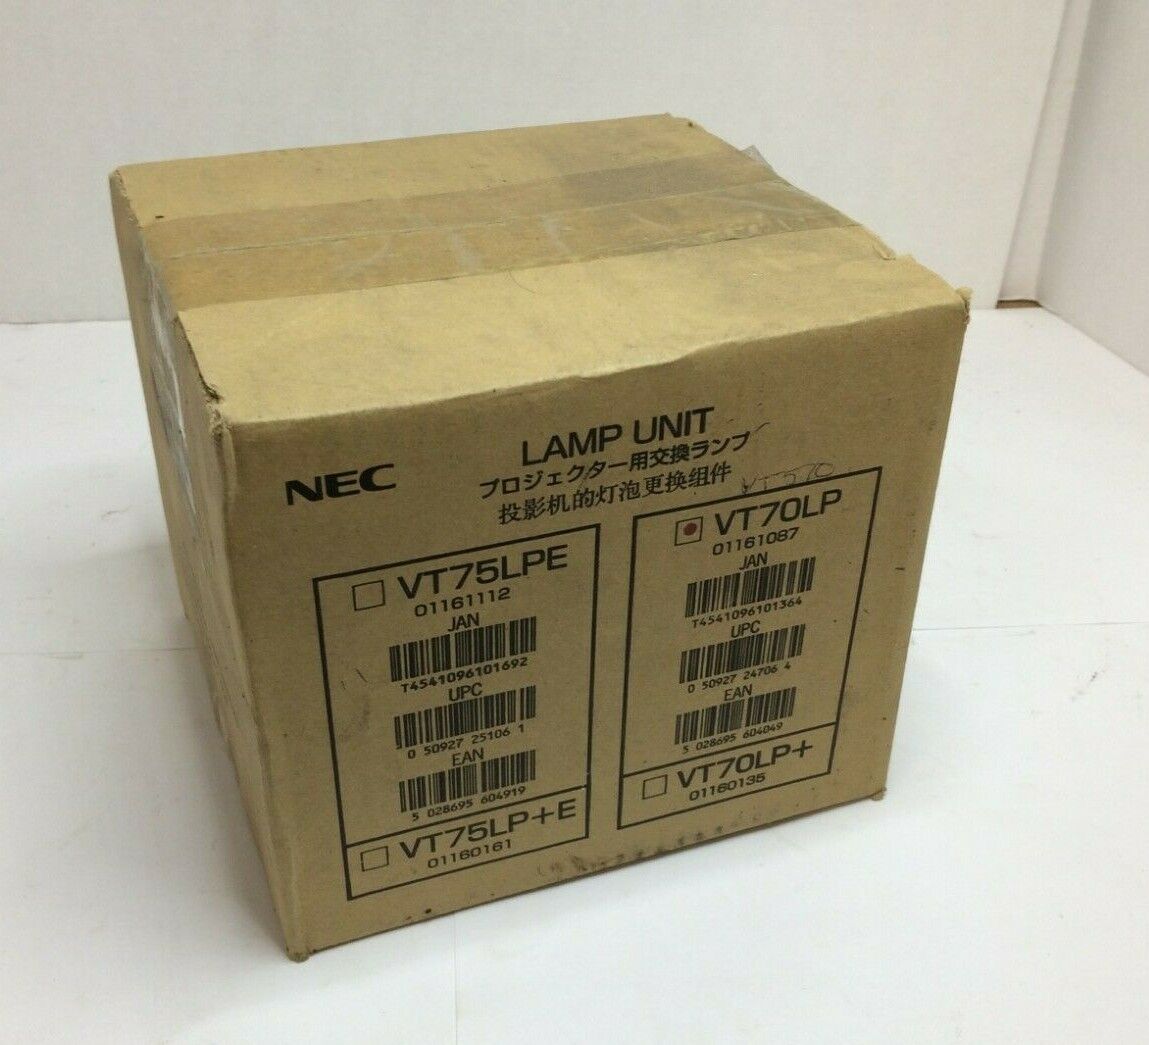 NEC
LAMP UNIT
プロジェクター用交換ランプ
投影机的灯泡更换组件
VT570
VT75LPE
01161112
JAN
T4541096101692
UPC
0 50927 25106 1
EAN
5 028695 604919
VT75LP+E
01160161
VT70LP
01161087
JAN
T4541096101364
UPC
0 50927 24706 4
EAN
5 028695 604049
VT70LP+
01160135